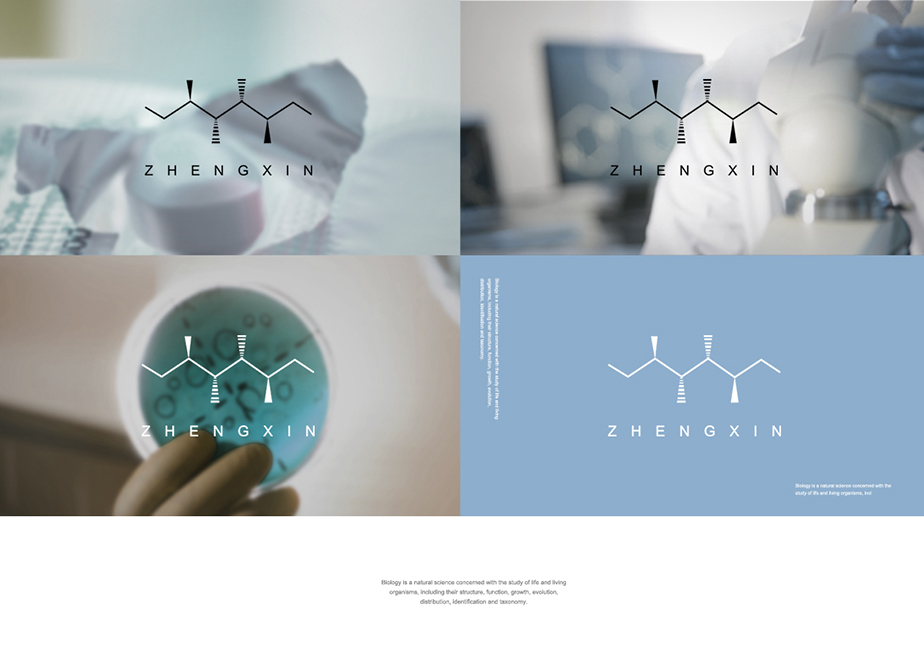 ZHENGXIN
ZHENGXIN
ZHENGXIN
Biology is a natural science concerned with the study of life and living
organisms, including their structure, function, growth, evolution,
distribution, identification and taxonomy.
ZHENGXIN
Biology is a natural science concerned with the
study of life and living organisms, incl
Biology is a natural science concerned with the study of life and living
organisms, including their structure, function, growth, evolution,
distribution, identification and taxonomy.